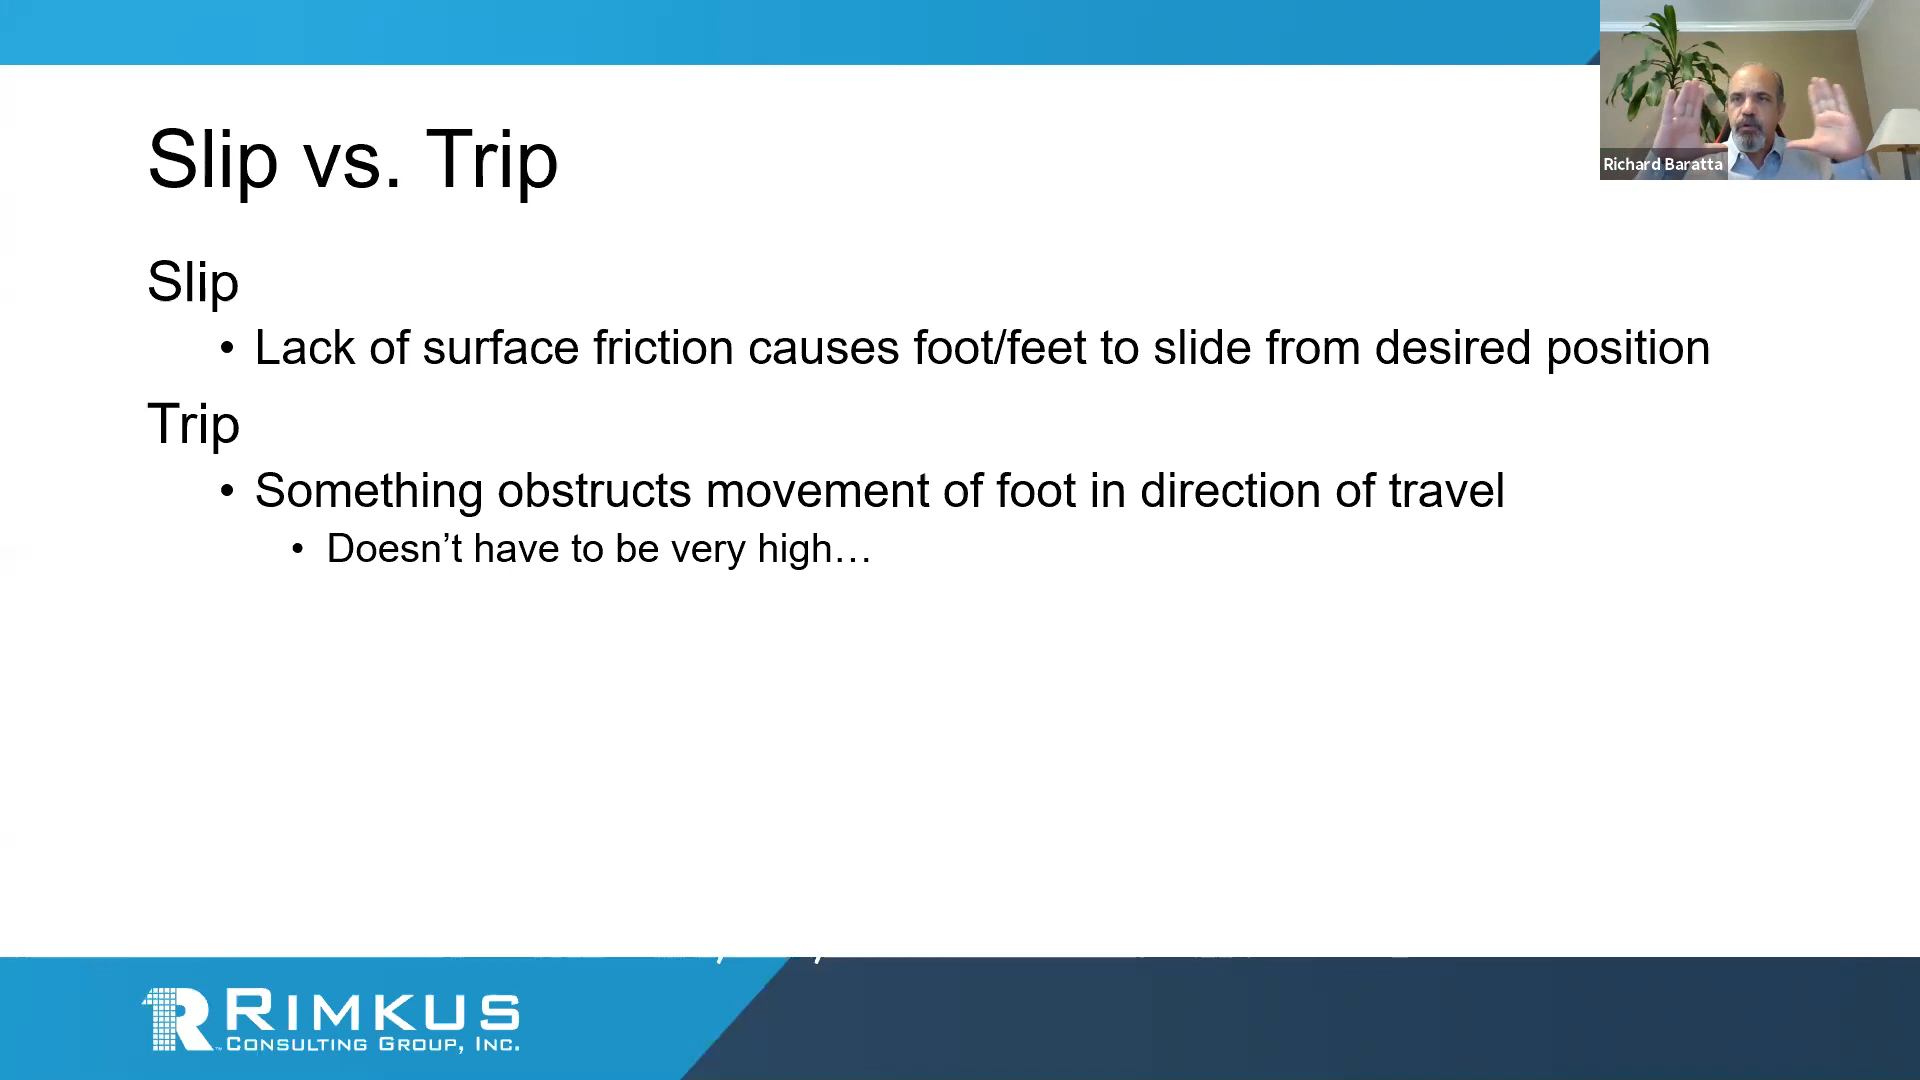 Richard Baratta
Slip vs. Trip
Slip
• Lack of surface friction causes foot/feet to slide from desired position
Trip
• Something obstructs movement of foot in direction of travel
• Doesn’t have to be very high…
RIMKUS
CONSULTING GROUP, INC.